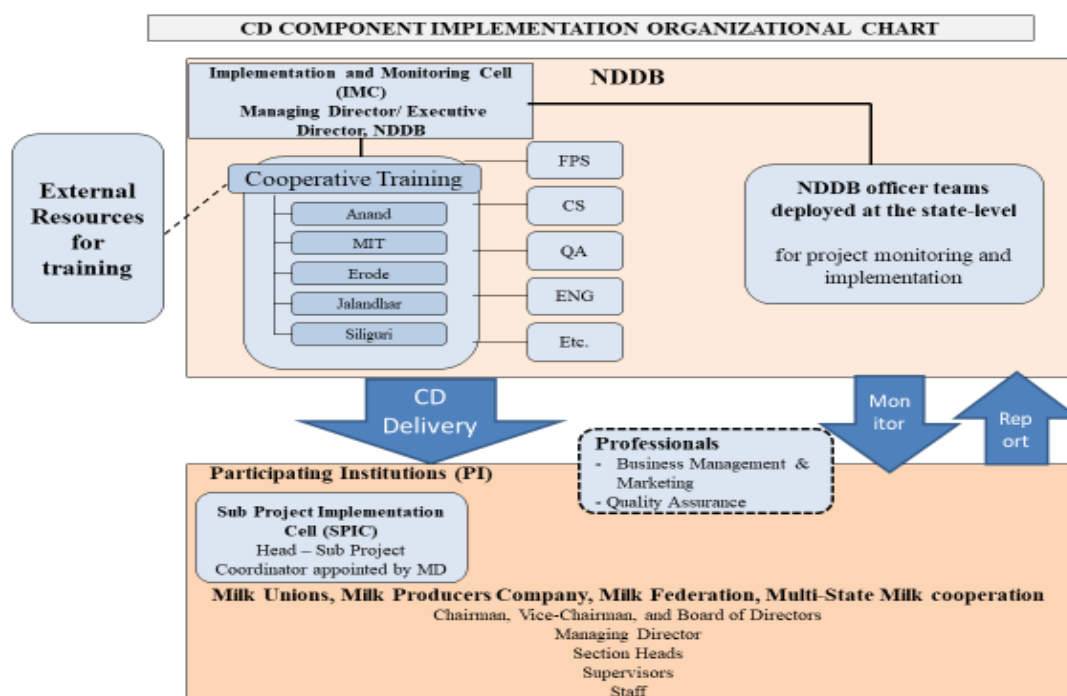 CD COMPONENT IMPLEMENTATION ORGANIZATIONAL CHART
Implementation and Monitoring Cell
(IMC)
Managing Director/ Executive
Director, NDDB
NDDB
External
Resources
for
training
Cooperative Training
Anand
MIT
Erode
Jalandhar
Siliguri
FPS
CS
QA
ENG
Etc.
NDDB officer teams
deployed at the state-level
for project monitoring and
implementation
CD
Delivery
Mon
itor
Rep
ort
Professionals
- Business Management &
Marketing
- Quality Assurance
Participating Institutions (PI)
Sub Project Implementation
Cell (SPIC)
Head – Sub Project
Coordinator appointed by MD
Milk Unions, Milk Producers Company, Milk Federation, Multi-State Milk cooperation
Chairman, Vice-Chairman, and Board of Directors
Managing Director
Section Heads
Supervisors
Staff